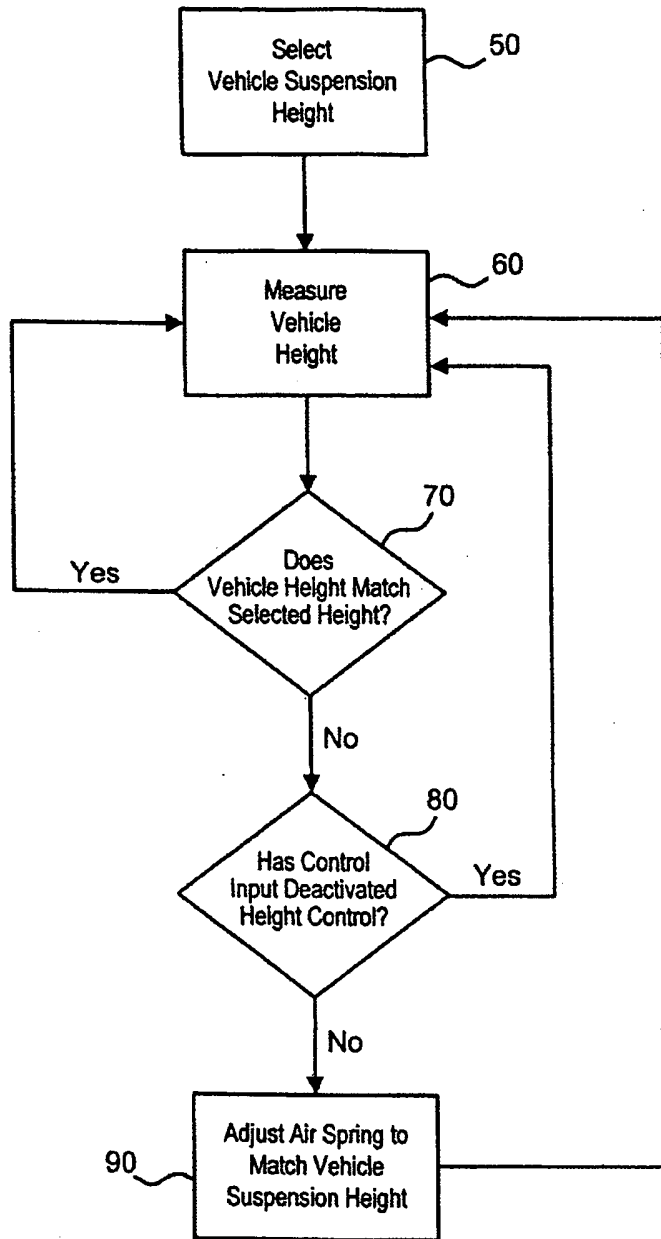 Select
Vehicle Suspension
Height
50
Measure
Vehicle
Height
60
Does
Vehicle Height Match
Selected Height?
70
Yes
No
Has Control
Input Deactivated
Height Control?
80
Yes
No
Adjust Air Spring to
Match Vehicle
Suspension Height
90